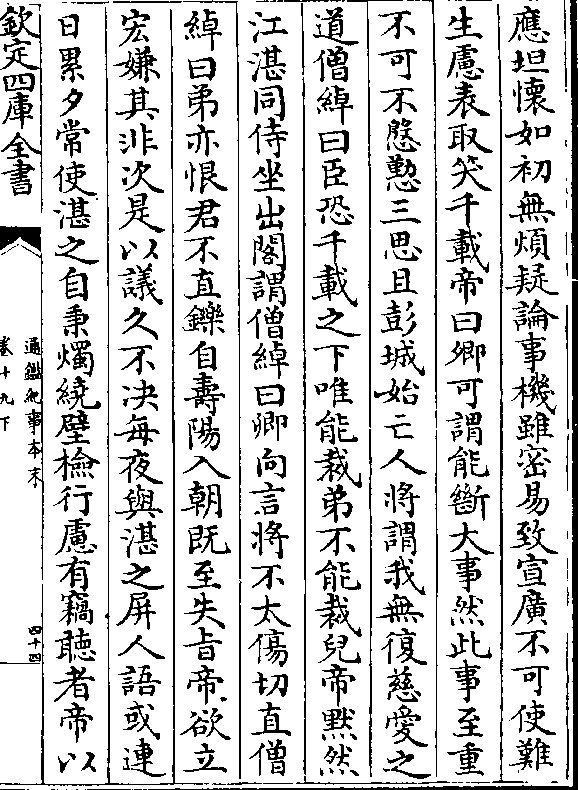 應坦懷如初無煩疑論事機雖密易致宣廣不可使難
生慮表取笑千載帝曰卿可謂能斷大事然此事至重
不可不慇懃三思且彭城始亡人將謂我無復慈愛之
道僧綽曰臣恐千載之下唯能裁弟不能裁兒帝黙然
江湛同侍坐出閣謂僧綽曰卿向言將不太傷切直僧
綽曰弟亦恨君不直鑠自壽陽入朝既至失旨帝欲立
宏嫌其非次是以議久不決每夜與湛之屏人語或連
日累夕常使湛之自秉燭繞壁檢行慮有竊聽者帝以
欽定四庫全書
通鑑紀事本末
卷十九下
四十四